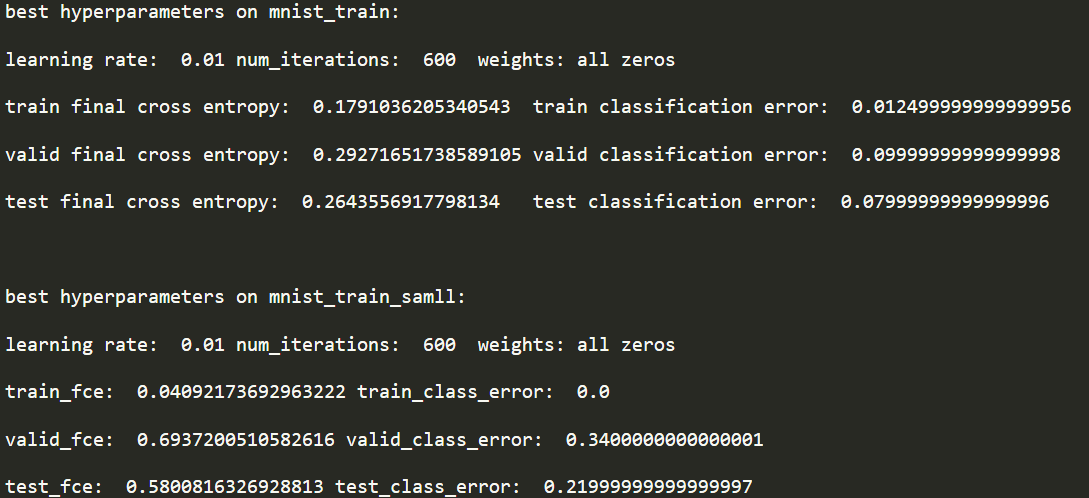 best hyperparameters on mnist_train:
learning rate:  0.01 num_iterations:  600  weights: all zeros
train final cross entropy:  0.1791036205340543  train classification error:  0.012499999999999956
valid final cross entropy:  0.29271651738589105 valid classification error:  0.09999999999999998
test final cross entropy:  0.2643556917798134   test classification error:  0.07999999999999996
best hyperparameters on mnist_train_samll:
learning rate:  0.01 num_iterations:  600  weights: all zeros
train_fce:  0.04092173692963222 train_class_error:  0.0
valid_fce:  0.6937200510582616 valid_class_error:  0.3400000000000001
test_fce:  0.5800816326928813 test_class_error:  0.21999999999999997